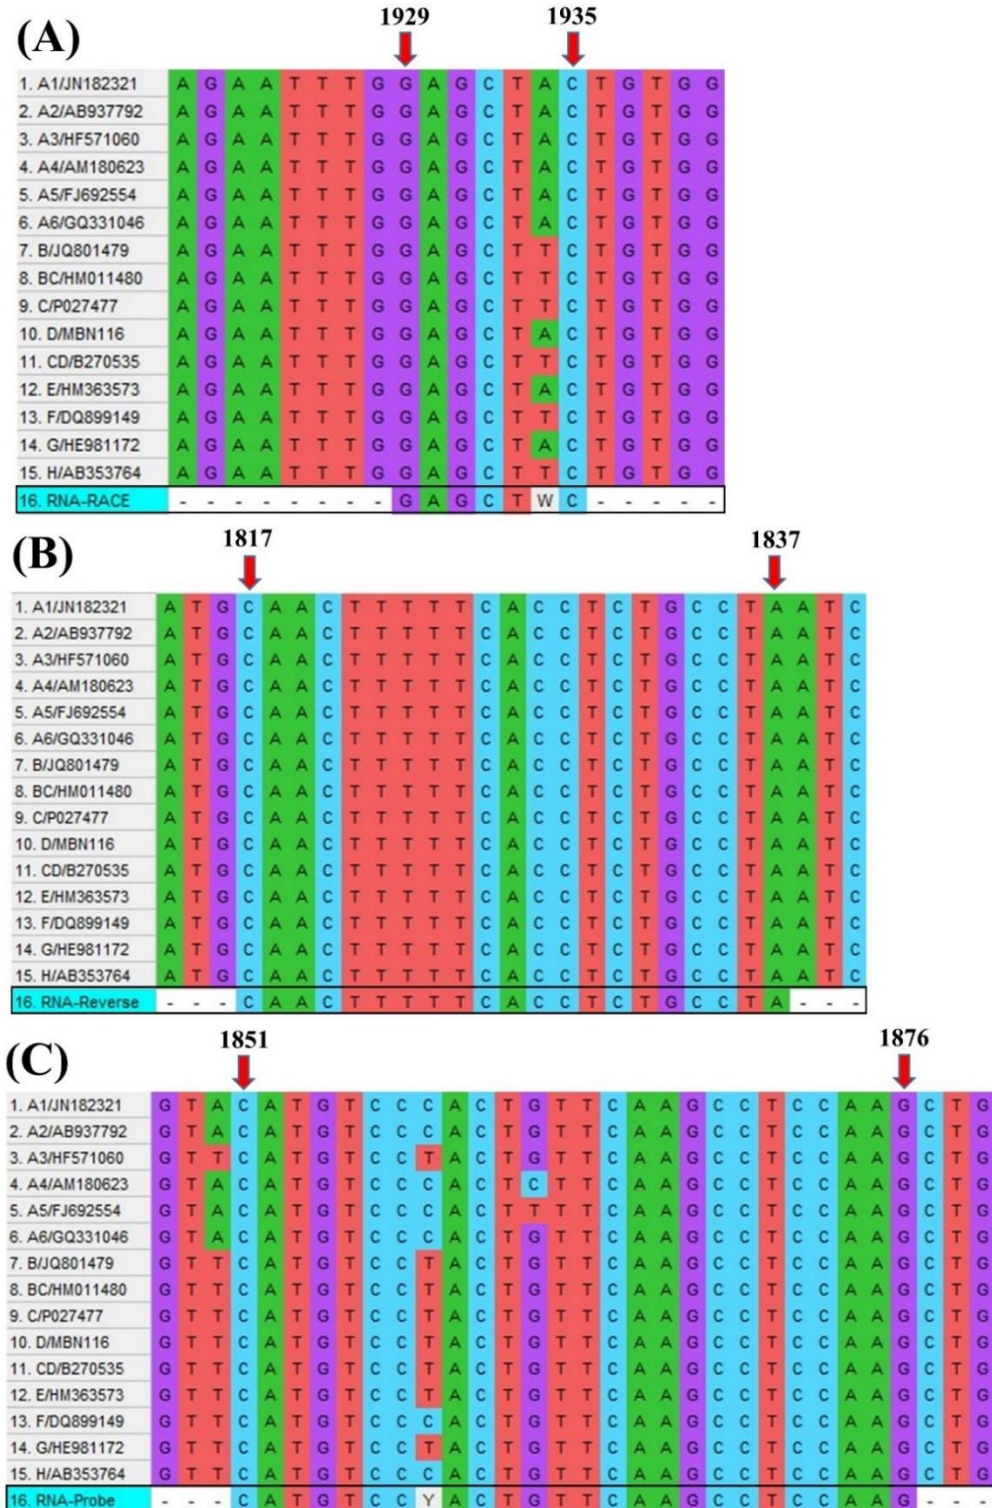 (A)
1929 1935
1. A1/JN182321 A G A A T T T G G A G C T A C T G T G G
2. A2/AB937792 A G A A T T T G G A G C T A C T G T G G
3. A3/HF571060 A G A A T T T G G A G C T A C T G T G G
4. A4/AM180623 A G A A T T T G G A G C T A C T G T G G
5. A5/FJ692554 A G A A T T T G G A G C T A C T G T G G
6. A6/GQ331046 A G A A T T T G G A G C T A C T G T G G
7. B/JQ801479 A G A A T T T G G A G C T T C T G T G G
8. BC/HM011480 A G A A T T T G G A G C T T C T G T G G
9. C/P027477 A G A A T T T G G A G C T T C T G T G G
10. D/MBN116 A G A A T T T G G A G C T A C T G T G G
11. CD/B270535 A G A A T T T G G A G C T T C T G T G G
12. E/HM363573 A G A A T T T G G A G C T A C T G T G G
13. F/DQ899149 A G A A T T T G G A G C T T C T G T G G
14. G/HE981172 A G A A T T T G G A G C T A C T G T G G
15. H/AB353764 A G A A T T T G G A G C T T C T G T G G
16. RNA-RACE - - - - - - - - G A G C T W C - - - - -
(B)
1817 1837
1. A1/JN182321 A T G C A A C T T T T T C A C C T C T G C C T A A T C
2. A2/AB937792 A T G C A A C T T T T T C A C C T C T G C C T A A T C
3. A3/HF571060 A T G C A A C T T T T T C A C C T C T G C C T A A T C
4. A4/AM180623 A T G C A A C T T T T T C A C C T C T G C C T A A T C
5. A5/FJ692554 A T G C A A C T T T T T C A C C T C T G C C T A A T C
6. A6/GQ331046 A T G C A A C T T T T T C A C C T C T G C C T A A T C
7. B/JQ801479 A T G C A A C T T T T T C A C C T C T G C C T A A T C
8. BC/HM011480 A T G C A A C T T T T T C A C C T C T G C C T A A T C
9. C/P027477 A T G C A A C T T T T T C A C C T C T G C C T A A T C
10. D/MBN116 A T G C A A C T T T T T C A C C T C T G C C T A A T C
11. CD/B270535 A T G C A A C T T T T T C A C C T C T G C C T A A T C
12. E/HM363573 A T G C A A C T T T T T C A C C T C T G C C T A A T C
13. F/DQ899149 A T G C A A C T T T T T C A C C T C T G C C T A A T C
14. G/HE981172 A T G C A A C T T T T T C A C C T C T G C C T A A T C
15. H/AB353764 A T G C A A C T T T T T C A C C T C T G C C T A A T C
16. RNA-Reverse - - - C A A C T T T T T C A C C T C T G C C T A - - -
(C)
1851 1876
1. A1/JN182321 G T A C A T G T C C C A C T G T T C A A G C C T C C A A G C T G
2. A2/AB937792 G T A C A T G T C C C A C T G T T C A A G C C T C C A A G C T G
3. A3/HF571060 G T T C A T G T C C T A C T G T T C A A G C C T C C A A G C T G
4. A4/AM180623 G T A C A T G T C C C A C T C T T C A A G C C T C C A A G C T G
5. A5/FJ692554 G T A C A T G T C C C A C T T T T C A A G C C T C C A A G C T G
6. A6/GQ331046 G T A C A T G T C C C A C T G T T C A A G C C T C C A A G C T G
7. B/JQ801479 G T T C A T G T C C T A C T G T T C A A G C C T C C A A G C T G
8. BC/HM011480 G T T C A T G T C C T A C T G T T C A A G C C T C C A A G C T G
9. C/P027477 G T T C A T G T C C T A C T G T T C A A G C C T C C A A G C T G
10. D/MBN116 G T T C A T G T C C T A C T G T T C A A G C C T C C A A G C T G
11. CD/B270535 G T T C A T G T C C T A C T G T T C A A G C C T C C A A G C T G
12. E/HM363573 G T T C A T G T C C T A C T G T T C A A G C C T C C A A G C T G
13. F/DQ899149 G T T C A T G T C C C A C T G T T C A A G C C T C C A A G C T G
14. G/HE981172 G T T C A T G T C C T A C T G T T C A A G C C T C C A A G C T G
15. H/AB353764 G T T C A T G T C C C A C T G T T C A A G C C T C C A A G C T G
16. RNA-Probe - - - C A T G T C C Y A C T G T T C A A G C C T C C A A G - - -